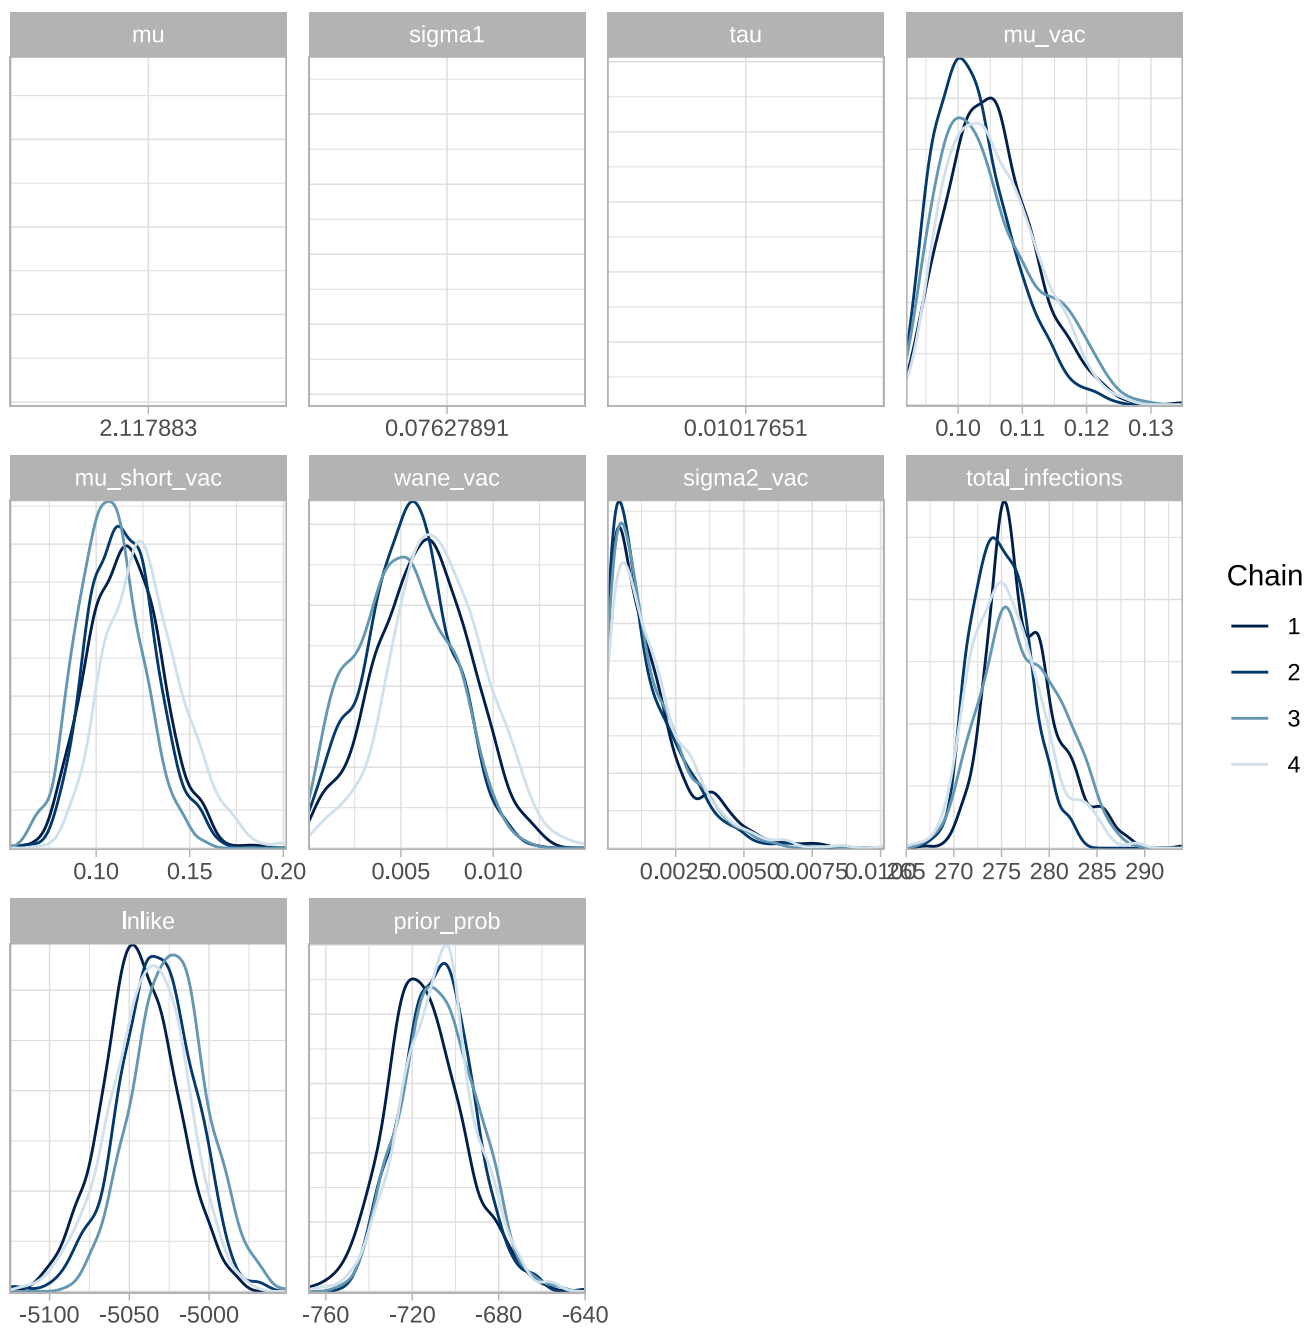 mu sigma1 tau mu_vac
2.117883 0.07627891 0.01017651 0.10 0.11 0.12 0.13
mu_short_vac wane_vac sigma2_vac total_infections
Chain
1
2
3
4
0.10 0.15 0.20 0.005 0.010 0.0025 0.0050 0.0075 0.0100 265 270 275 280 285 290
lnlike prior_prob
-5100 -5050 -5000 -760 -720 -680 -640